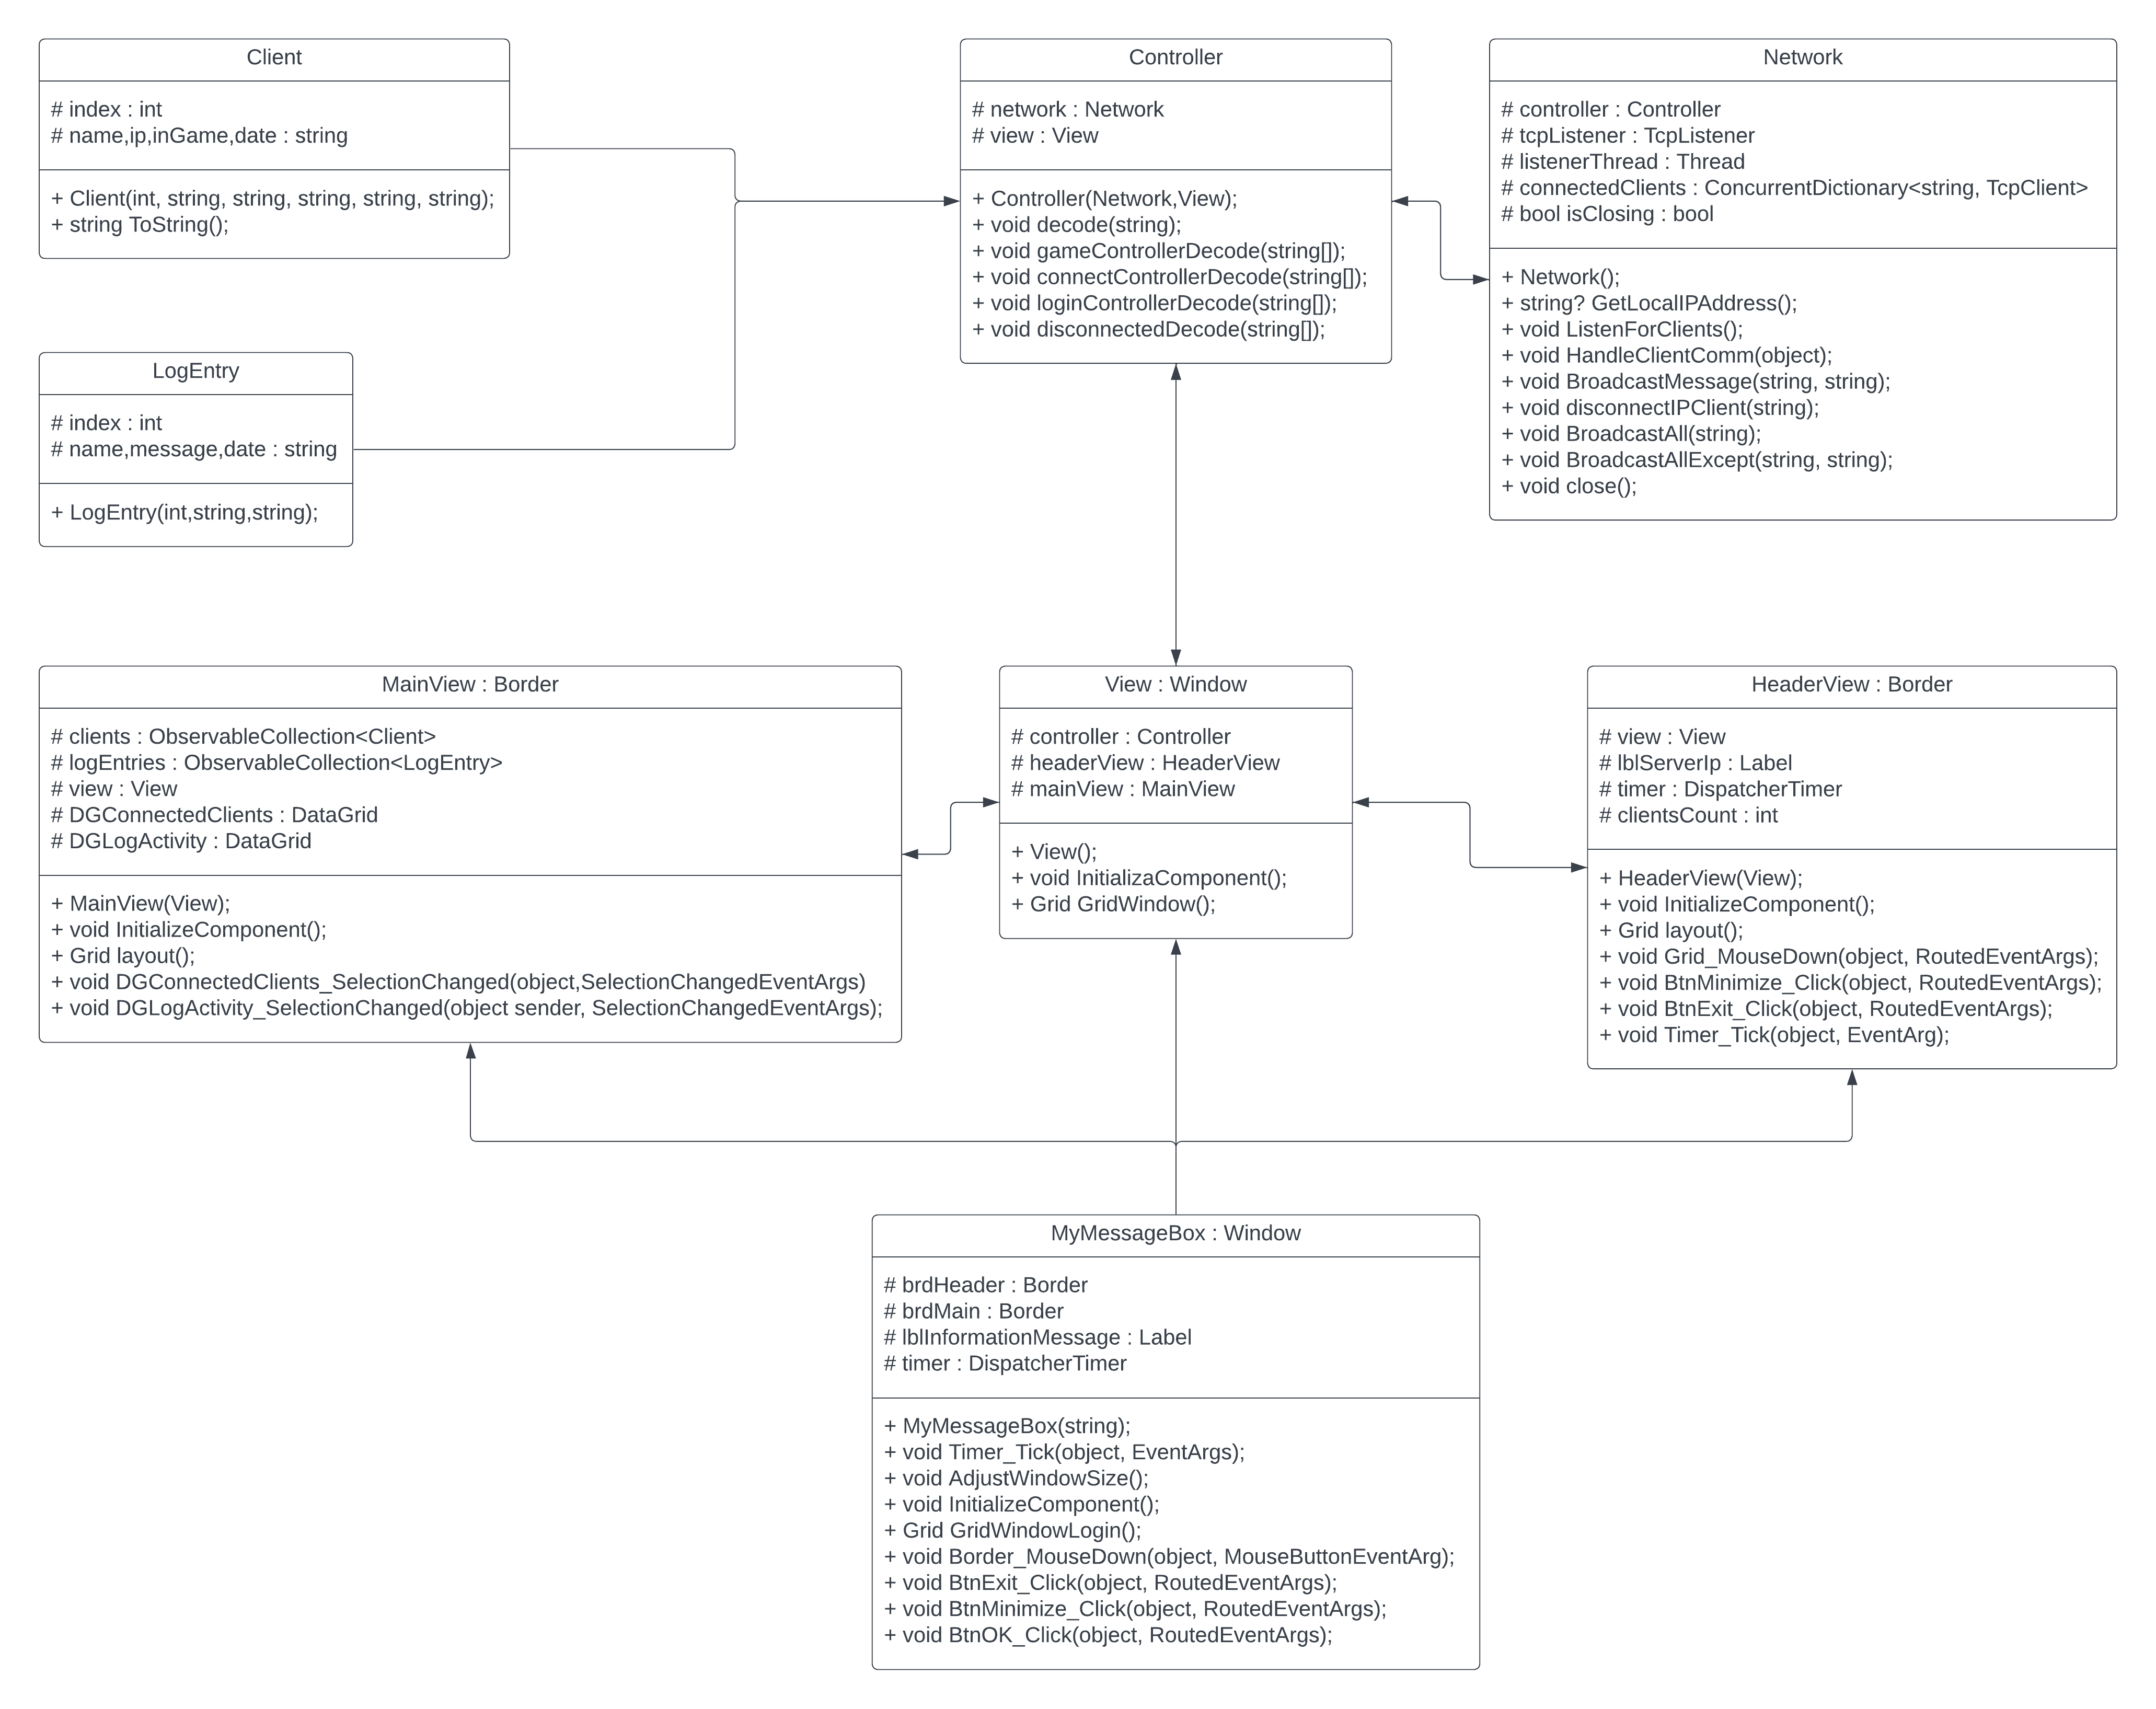 Client
# index : int
# name,ip,inGame,date : string
+ Client(int, string, string, string, string, string);
+ string ToString();
Controller
# network : Network
# view : View
+ Controller(Network,View);
+ void decode(string);
+ void gameControllerDecode(string[]);
+ void connectControllerDecode(string[]);
+ void loginControllerDecode(string[]);
+ void disconnectedDecode(string[]);
Network
# controller : Controller
# tcpListener : TcpListener
# listenerThread : Thread
# connectedClients : ConcurrentDictionary<string, TcpClient>
# bool isClosing : bool
+ Network();
+ string? GetLocalIPAddress();
+ void ListenForClients();
+ void HandleClientComm(object);
+ void BroadcastMessage(string, string);
+ void disconnectIPClient(string);
+ void BroadcastAll(string);
+ void BroadcastAllExcept(string, string);
+ void close();
LogEntry
# index : int
# name,message,date : string
+ LogEntry(int,string,string);
MainView : Border
# clients : ObservableCollection<Client>
# logEntries : ObservableCollection<LogEntry>
# view : View
# DGConnectedClients : DataGrid
# DGLogActivity : DataGrid
+ MainView(View);
+ void InitializeComponent();
+ Grid layout();
+ void DGConnectedClients_SelectionChanged(object,SelectionChangedEventArgs)
+ void DGLogActivity_SelectionChanged(object sender, SelectionChangedEventArgs);
View : Window
# controller : Controller
# headerView : HeaderView
# mainView : MainView
+ View();
+ void InitializaComponent();
+ Grid GridWindow();
HeaderView : Border
# view : View
# lblServerIp : Label
# timer : DispatcherTimer
# clientsCount : int
+ HeaderView(View);
+ void InitializeComponent();
+ Grid layout();
+ void Grid_MouseDown(object, RoutedEventArgs);
+ void BtnMinimize_Click(object, RoutedEventArgs);
+ void BtnExit_Click(object, RoutedEventArgs);
+ void Timer_Tick(object, EventArg);
MyMessageBox : Window
# brdHeader : Border
# brdMain : Border
# lblInformationMessage : Label
# timer : DispatcherTimer
+ MyMessageBox(string);
+ void Timer_Tick(object, EventArgs);
+ void AdjustWindowSize();
+ void InitializeComponent();
+ Grid GridWindowLogin();
+ void Border_MouseDown(object, MouseButtonEventArg);
+ void BtnExit_Click(object, RoutedEventArgs);
+ void BtnMinimize_Click(object, RoutedEventArgs);
+ void BtnOK_Click(object, RoutedEventArgs);